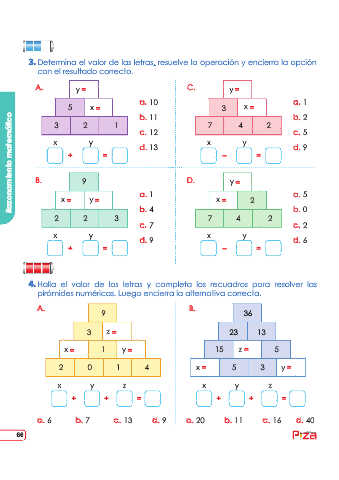 3. Determina el valor de las letras, resuelve la operación y encierra la opción
con el resultado correcto.
A.
y =
5 x =
3 2 1
x y
+ =
a. 10
b. 11
c. 12
d. 13
C.
y =
3 x =
7 4 2
x y
− =
a. 1
b. 2
c. 5
d. 9
B.
9
x = y =
2 2 3
x y
+ =
a. 1
b. 4
c. 7
d. 9
D.
y =
x = 2
7 4 2
x y
− =
a. 5
b. 0
c. 2
d. 6
Razonamiento matemático
4. Halla el valor de las letras y completa los recuadros para resolver las
pirámides numéricas. Luego encierra la alternativa correcta.
A.
9
3 z =
x = 1 y =
2 0 1 4
x y z
+ + =
a. 6 b. 7 c. 13 d. 9
B.
36
23 13
15 z = 5
x = 5 3 y =
x y z
+ + =
a. 20 b. 11 c. 16 d. 40
66